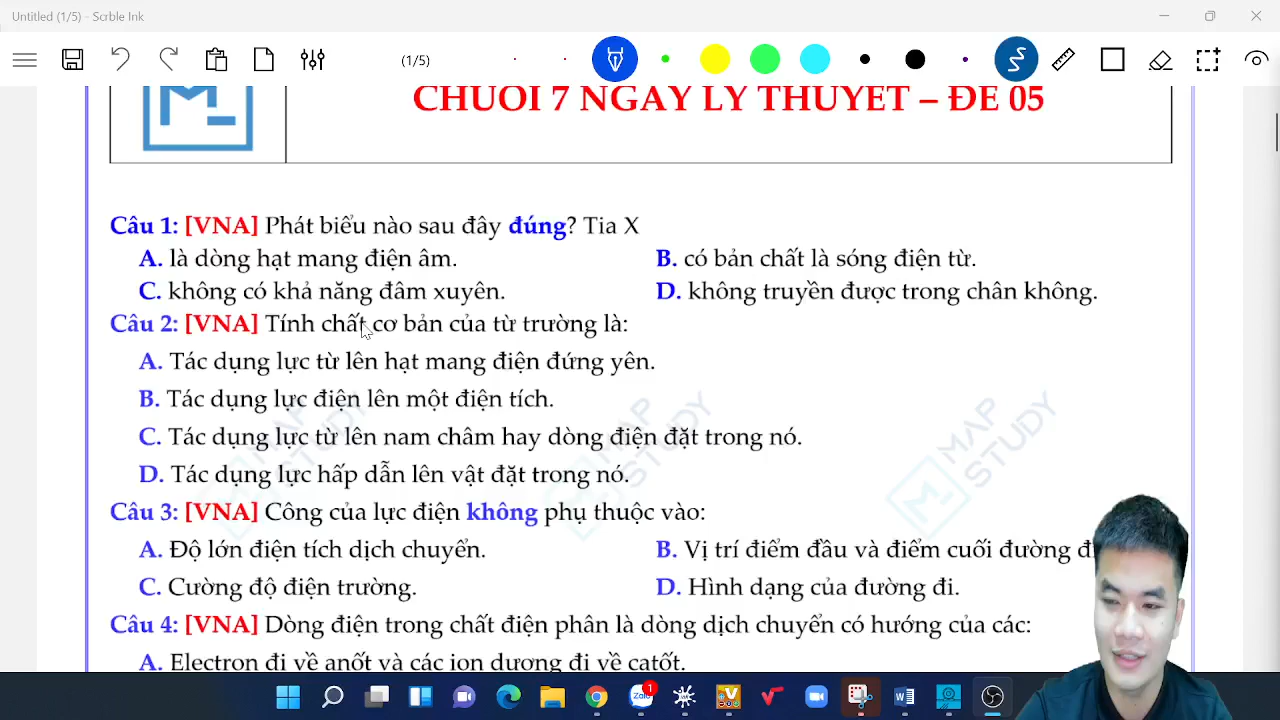 Untitled (1/5) - Scrble Ink
(1/5)
CHUỖI 7 NGÀY LÝ THUYẾT – ĐỀ 05
Câu 1: [VNA] Phát biểu nào sau đây đúng? Tia X
A. là dòng hạt mang điện âm. B. có bản chất là sóng điện từ.
C. không có khả năng đâm xuyên. D. không truyền được trong chân không.
Câu 2: [VNA] Tính chất cơ bản của từ trường là:
A. Tác dụng lực từ lên hạt mang điện đứng yên.
B. Tác dụng lực điện lên một điện tích.
C. Tác dụng lực từ lên nam châm hay dòng điện đặt trong nó.
D. Tác dụng lực hấp dẫn lên vật đặt trong nó.
MAP STUDY
MAP STUDY
MAP STUDY
Câu 3: [VNA] Công của lực điện không phụ thuộc vào:
A. Độ lớn điện tích dịch chuyển. B. Vị trí điểm đầu và điểm cuối đường
C. Cường độ điện trường. D. Hình dạng của đường đi.
Câu 4: [VNA] Dòng điện trong chất điện phân là dòng dịch chuyển có hướng của các:
A. Electron đi về anốt và các ion dương đi về catốt.
Zalo 1